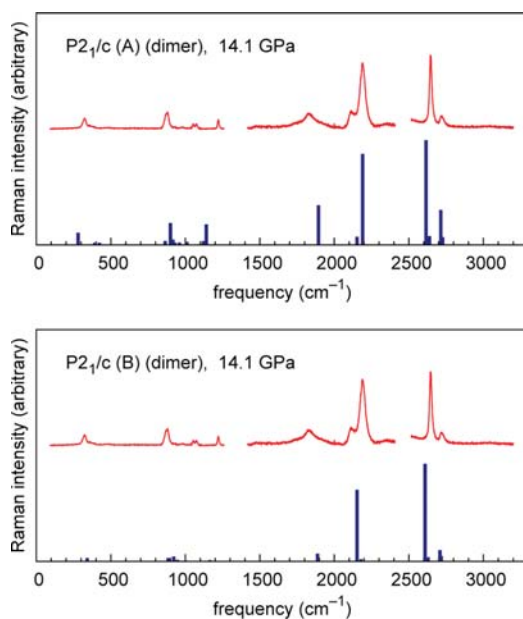 Raman intensity (arbitrary)
P2₁/c (A) (dimer), 14.1 GPa
0 500 1000 1500 2000 2500 3000
frequency (cm⁻¹)
Raman intensity (arbitrary)
P2₁/c (B) (dimer), 14.1 GPa
0 500 1000 1500 2000 2500 3000
frequency (cm⁻¹)